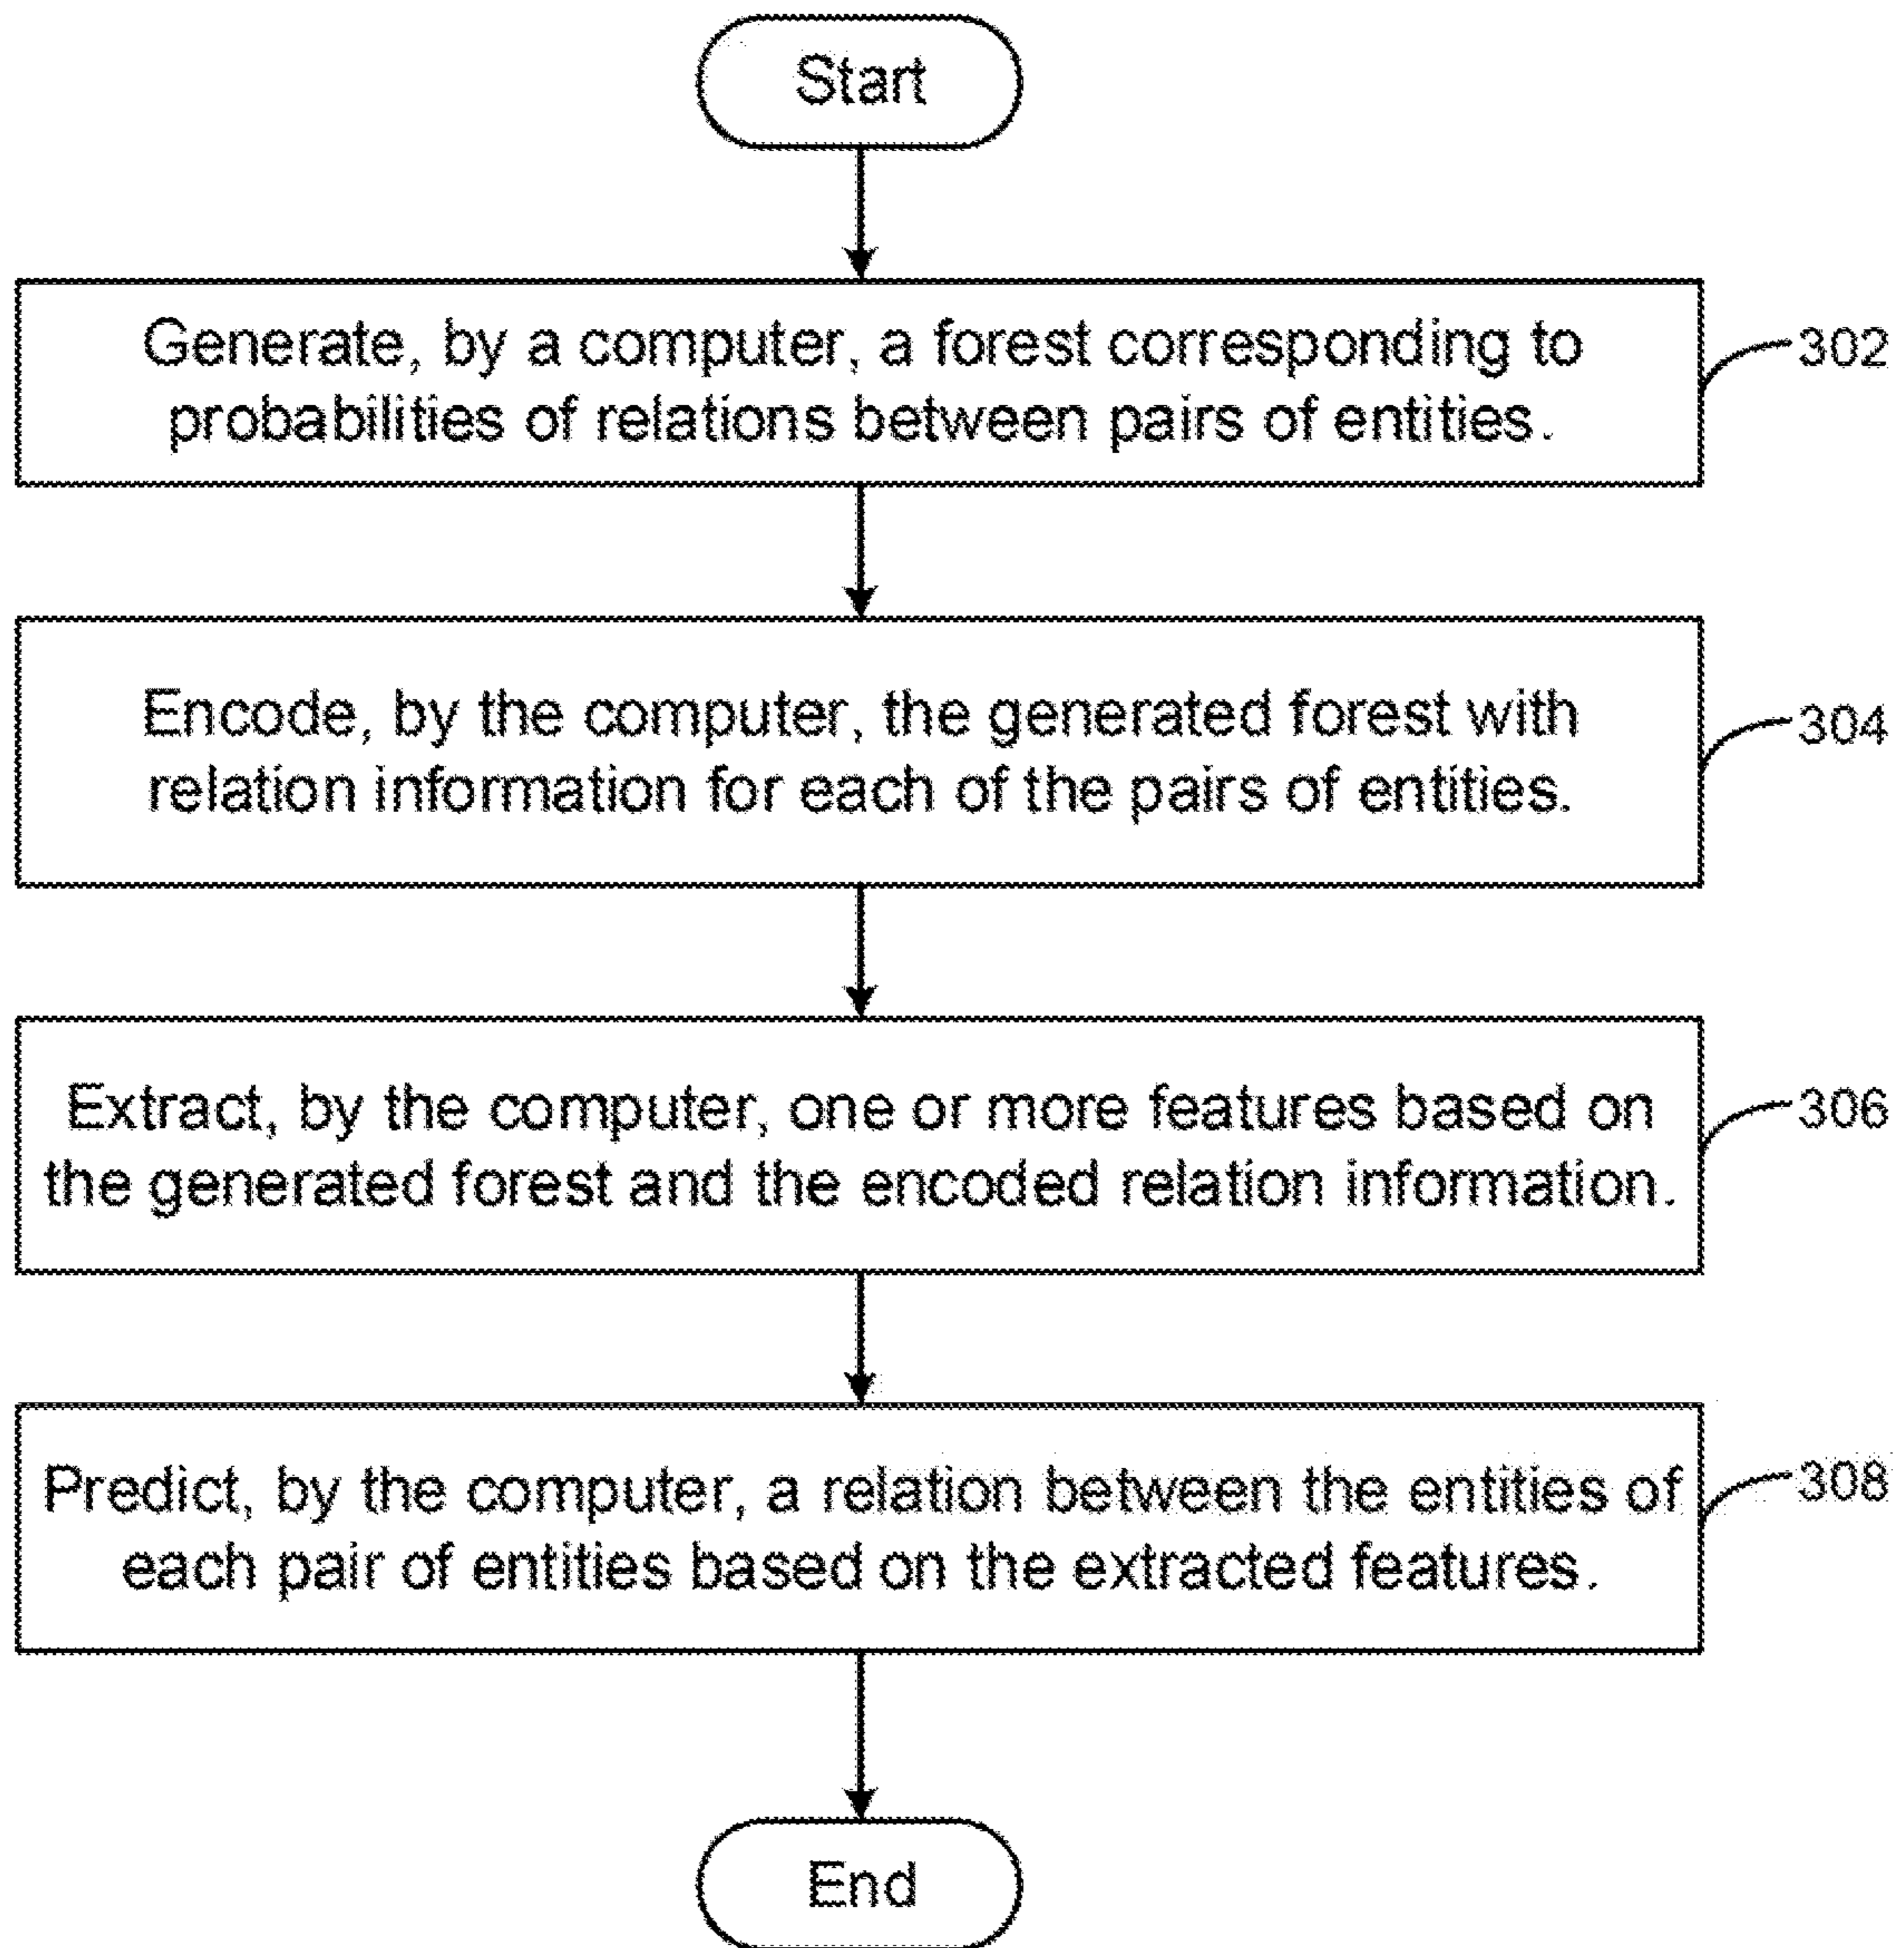 Start
Generate, by a computer, a forest corresponding to
probabilities of relations between pairs of entities.
302
Encode, by the computer, the generated forest with
relation information for each of the pairs of entities.
304
Extract, by the computer, one or more features based on
the generated forest and the encoded relation information.
306
Predict, by the computer, a relation between the entities of
each pair of entities based on the extracted features.
308
End